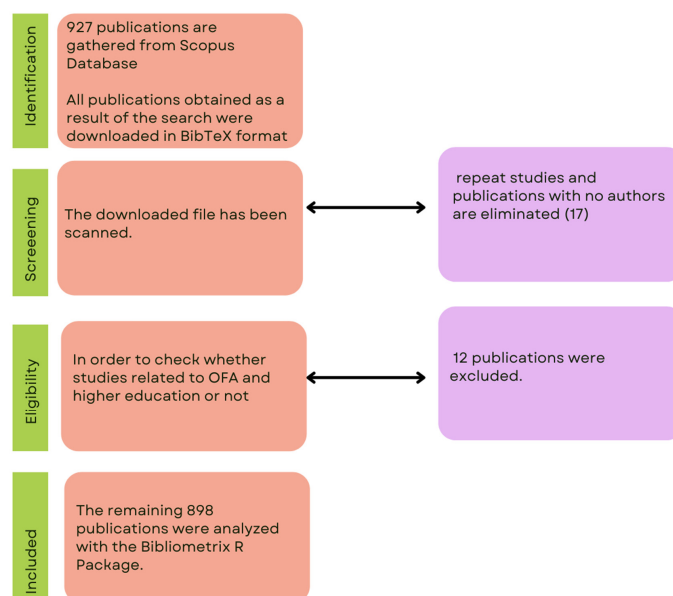 Identification
927 publications are
gathered from Scopus
Database
All publications obtained as a
result of the search were
downloaded in BibTeX format
Screeening
The downloaded file has been
scanned.
repeat studies and
publications with no authors
are eliminated (17)
Eligibility
In order to check whether
studies related to OFA and
higher education or not
12 publications were
excluded.
Included
The remaining 898
publications were analyzed
with the Bibliometrix R
Package.